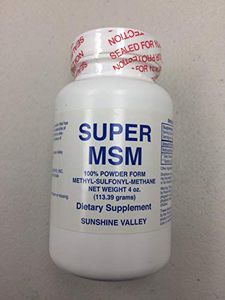 SEALED FOR YOUR
PROTECTION
SUPER
MSM
100% POWDER FORM
METHYL-SULFONYL-METHANE
NET WEIGHT 4 oz.
(113.39 grams)
Dietary Supplement
SUNSHINE VALLEY